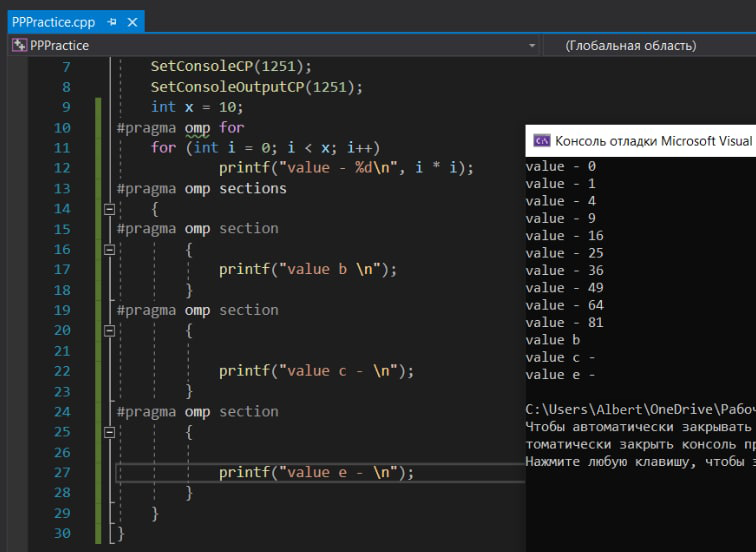 PPPractice.cpp
PPPractice (Глобальная область)
7 SetConsoleCP(1251);
8 SetConsoleOutputCP(1251);
9 int x = 10;
10 #pragma omp for
11 for (int i = 0; i < x; i++)
12 printf("value - %d\n", i * i);
13 #pragma omp sections
14 {
15 #pragma omp section
16 {
17 printf("value b \n");
18 }
19 #pragma omp section
20 {
21
22 printf("value c - \n");
23 }
24 #pragma omp section
25 {
26
27 printf("value e - \n");
28 }
29 }
30 }
Консоль отладки Microsoft Visual
value - 0
value - 1
value - 4
value - 9
value - 16
value - 25
value - 36
value - 49
value - 64
value - 81
value b
value c -
value e -
C:\Users\Albert\OneDrive\Рабоч
Чтобы автоматически закрывать
томатически закрыть консоль пр
Нажмите любую клавишу, чтобы з